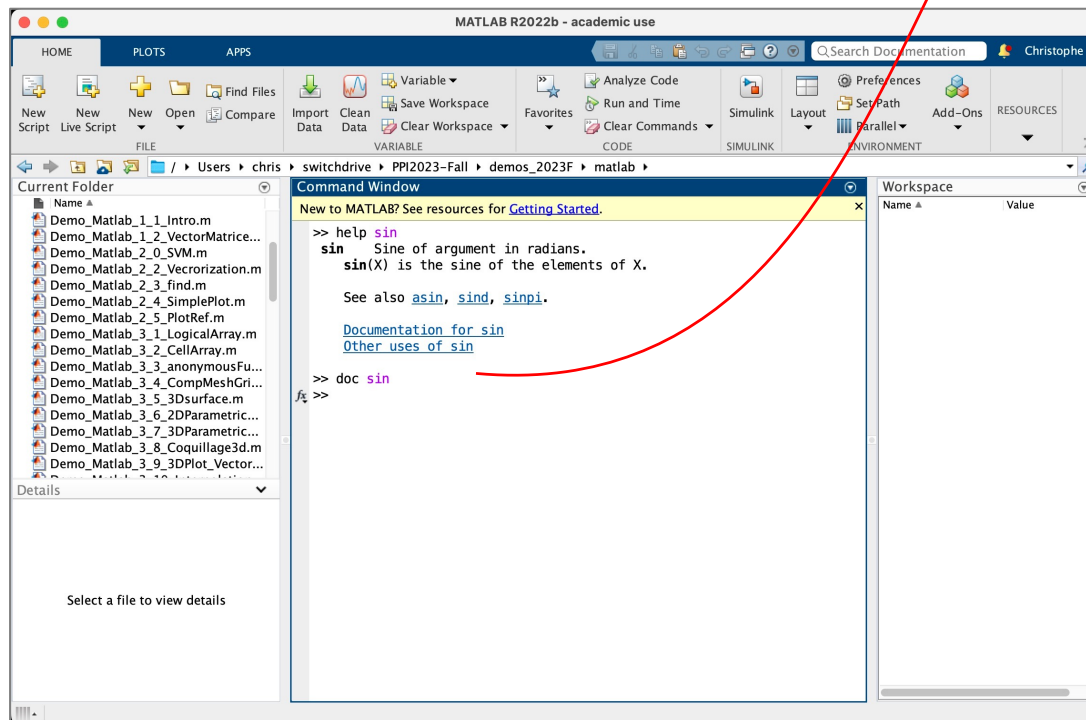 MATLAB R2022b - academic use
HOME PLOTS APPS
Search Documentation Christophe
New Script
New Live Script
New
Open
Find Files
Compare
FILE
Import Data
Clean Data
Variable
Save Workspace
Clear Workspace
VARIABLE
Favorites
Analyze Code
Run and Time
Clear Commands
CODE
Simulink
SIMULINK
Layout
Preferences
Set Path
Parallel
Add-Ons
ENVIRONMENT
RESOURCES
/ Users chris switchdrive PPI2023-Fall demos_2023F matlab
Current Folder
Name
Demo_Matlab_1_1_Intro.m
Demo_Matlab_1_2_VectorMatrice...
Demo_Matlab_2_0_SVM.m
Demo_Matlab_2_2_Vecrorization.m
Demo_Matlab_2_3_find.m
Demo_Matlab_2_4_SimplePlot.m
Demo_Matlab_2_5_PlotRef.m
Demo_Matlab_3_1_LogicalArray.m
Demo_Matlab_3_2_CellArray.m
Demo_Matlab_3_3_anonymousFu...
Demo_Matlab_3_4_CompMeshGri...
Demo_Matlab_3_5_3Dsurface.m
Demo_Matlab_3_6_2DParametric...
Demo_Matlab_3_7_3DParametric...
Demo_Matlab_3_8_Coquillage3d.m
Demo_Matlab_3_9_3DPlot_Vector...
Details
Select a file to view details
Command Window
New to MATLAB? See resources for Getting Started.
>> help sin
sin Sine of argument in radians.
sin(X) is the sine of the elements of X.
See also asin, sind, sinpi.
Documentation for sin
Other uses of sin
>> doc sin
fx >>
Workspace
Name Value